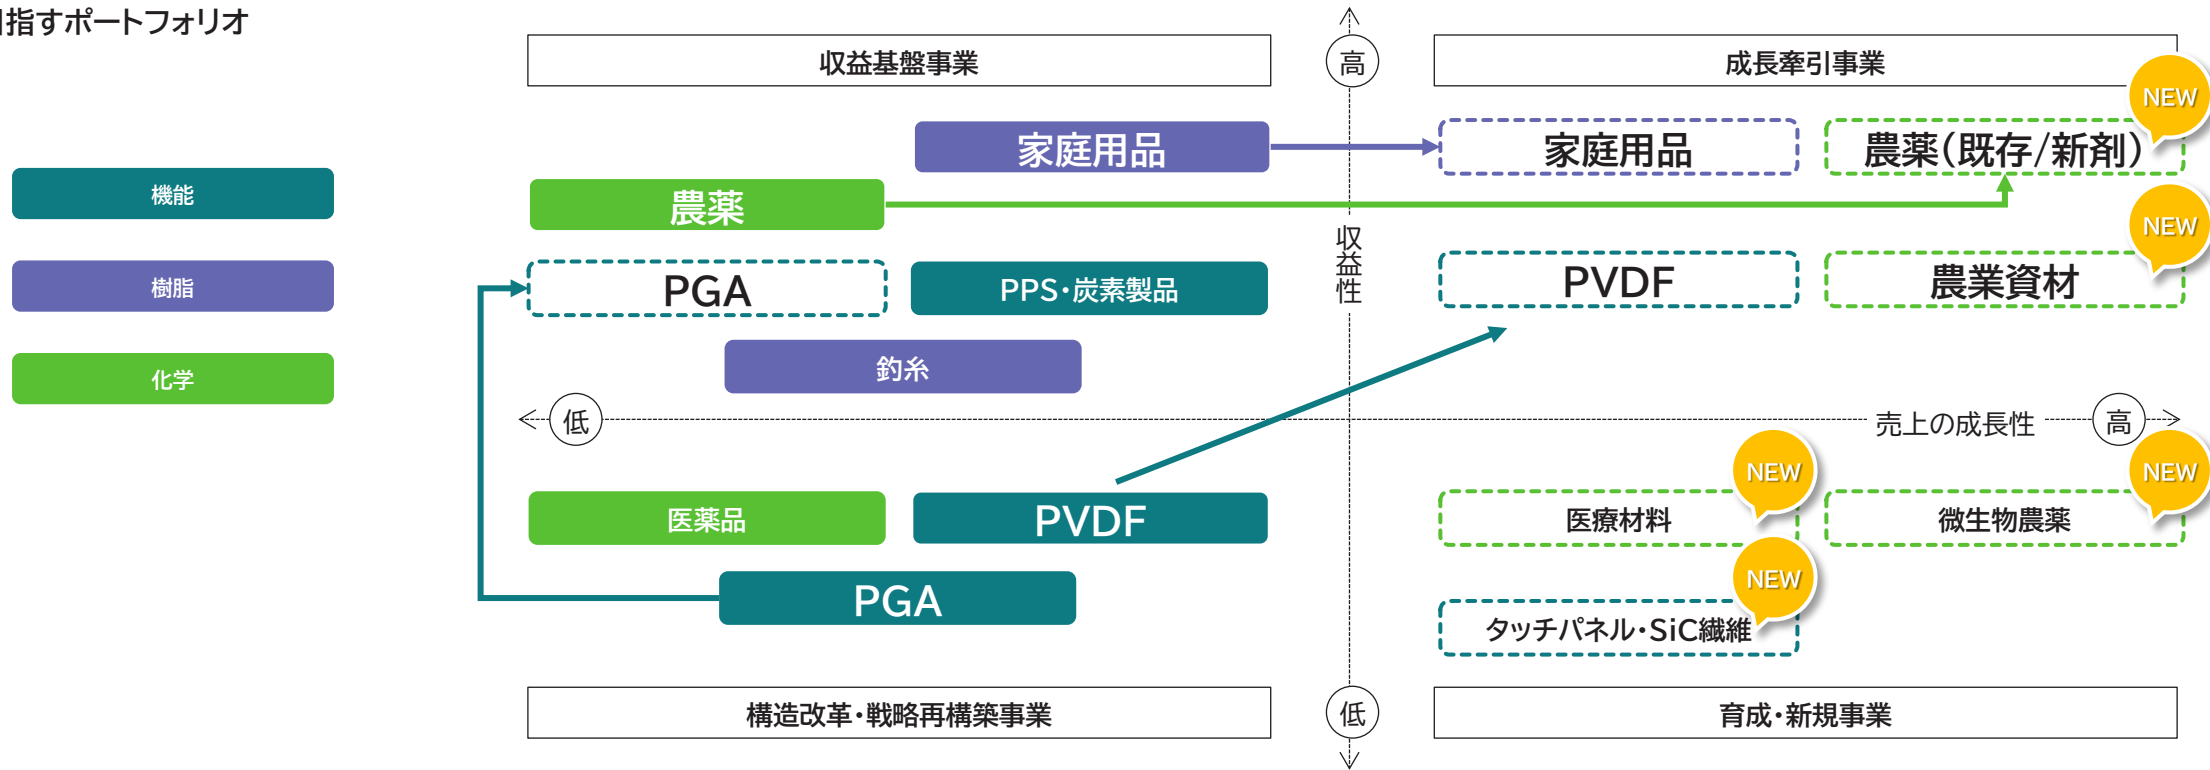 指すポートフォリオ
収益基盤事業
高
成長牽引事業
NEW
家庭用品
家庭用品
農薬(既存/新剤)
機能
農薬
NEW
収益性
樹脂
PGA
PPS・炭素製品
PVDF
農業資材
釣糸
化学
低
売上の成長性
高
NEW
NEW
医薬品
PVDF
医療材料
微生物農薬
NEW
PGA
タッチパネル・SiC繊維
構造改革・戦略再構築事業
低
育成・新規事業